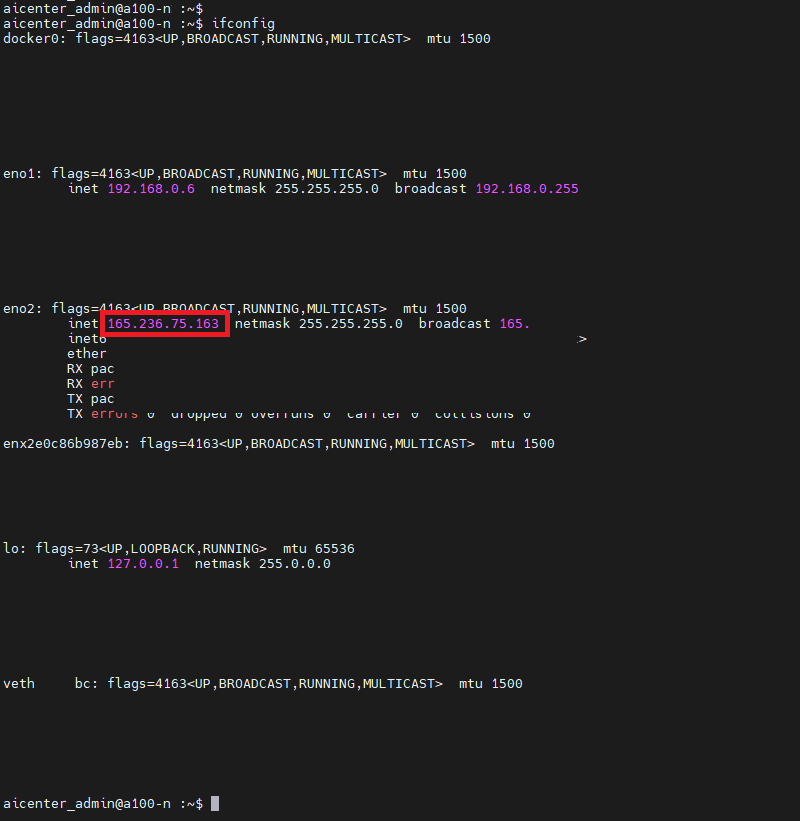 aicenter_admin@a100-n :~$
aicenter_admin@a100-n :~$ ifconfig
docker0: flags=4163<UP,BROADCAST,RUNNING,MULTICAST>  mtu 1500
eno1: flags=4163<UP,BROADCAST,RUNNING,MULTICAST>  mtu 1500
inet 192.168.0.6  netmask 255.255.255.0  broadcast 192.168.0.255
eno2: flags=4163<UP,BROADCAST,RUNNING,MULTICAST>  mtu 1500
inet 165.236.75.163  netmask 255.255.255.0  broadcast 165.
inet6 >
ether
RX pac
RX err
TX pac
TX errors 0  dropped 0 overruns 0  carrier 0  collisions 0
enx2e0c86b987eb: flags=4163<UP,BROADCAST,RUNNING,MULTICAST>  mtu 1500
lo: flags=73<UP,LOOPBACK,RUNNING>  mtu 65536
inet 127.0.0.1  netmask 255.0.0.0
veth     bc: flags=4163<UP,BROADCAST,RUNNING,MULTICAST>  mtu 1500
aicenter_admin@a100-n :~$